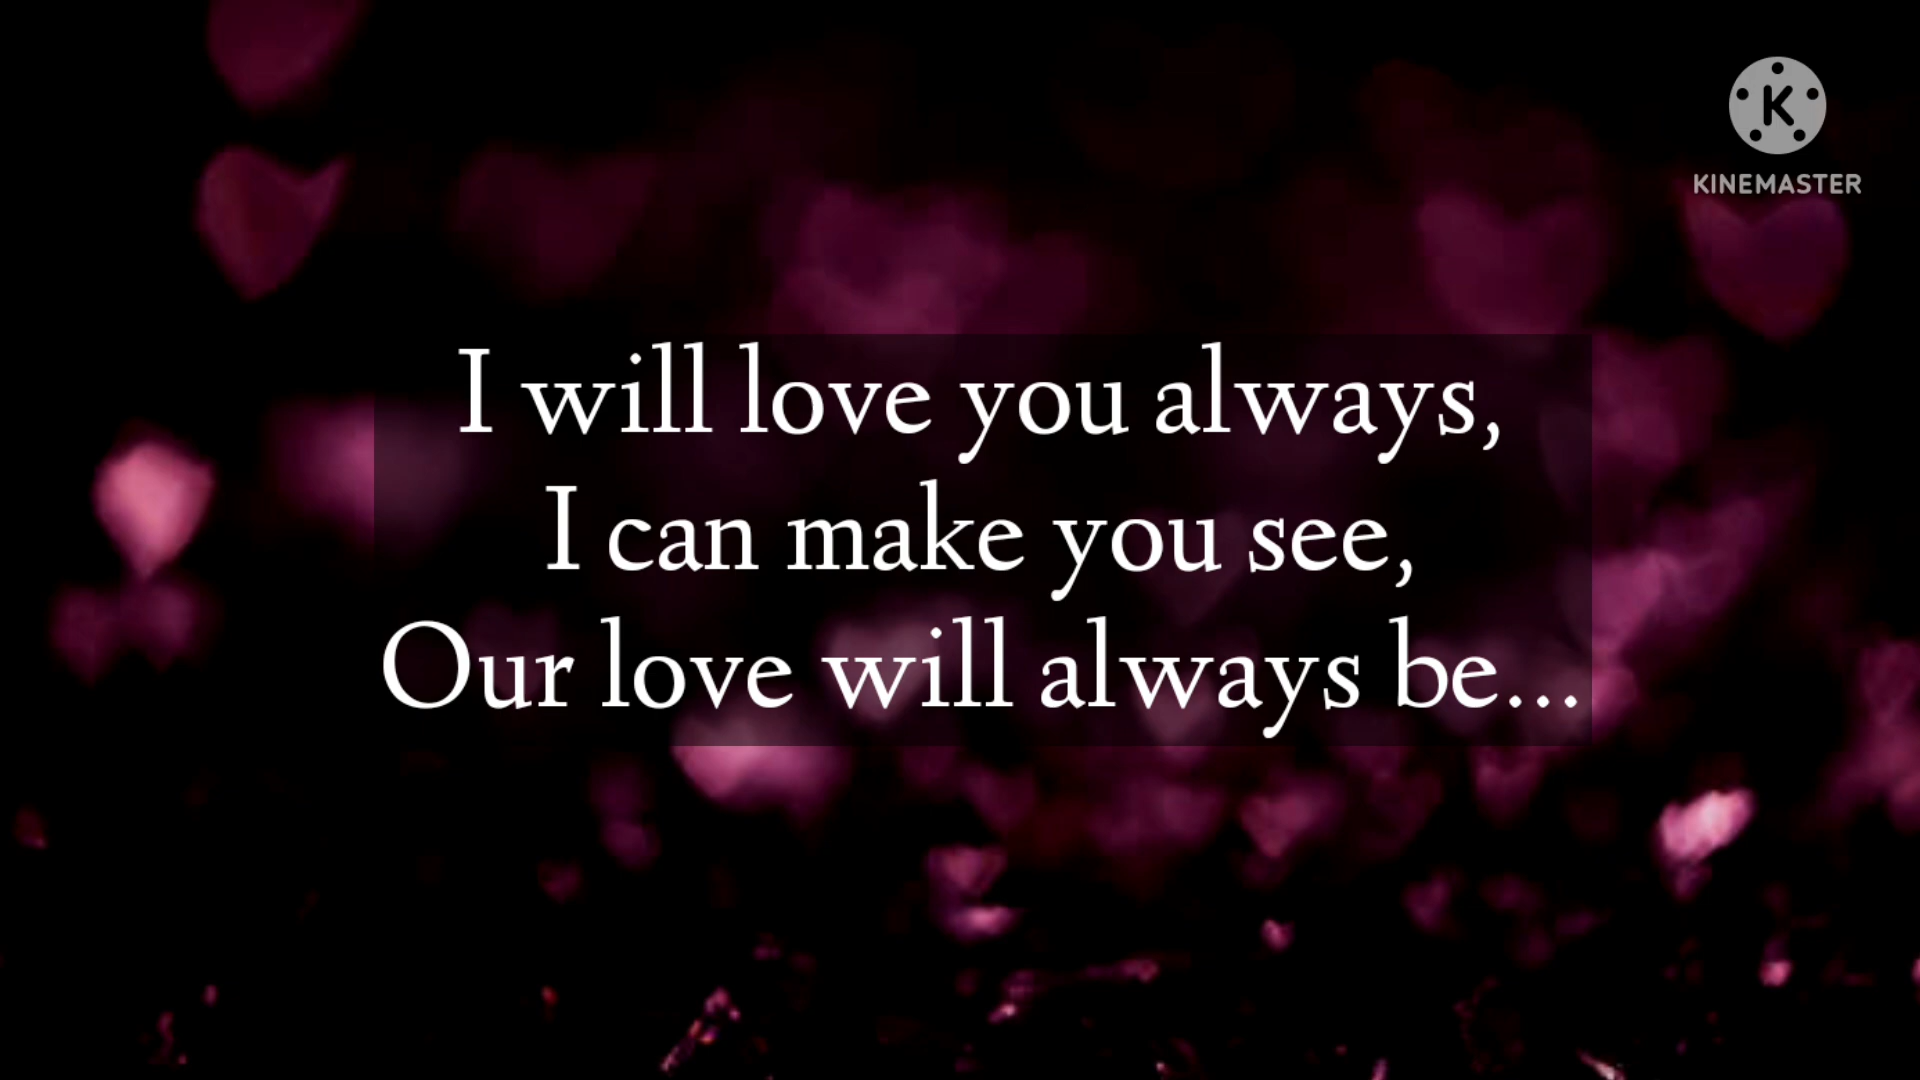 K
KINEMASTER
I will love you always,
I can make you see,
Our love will always be...